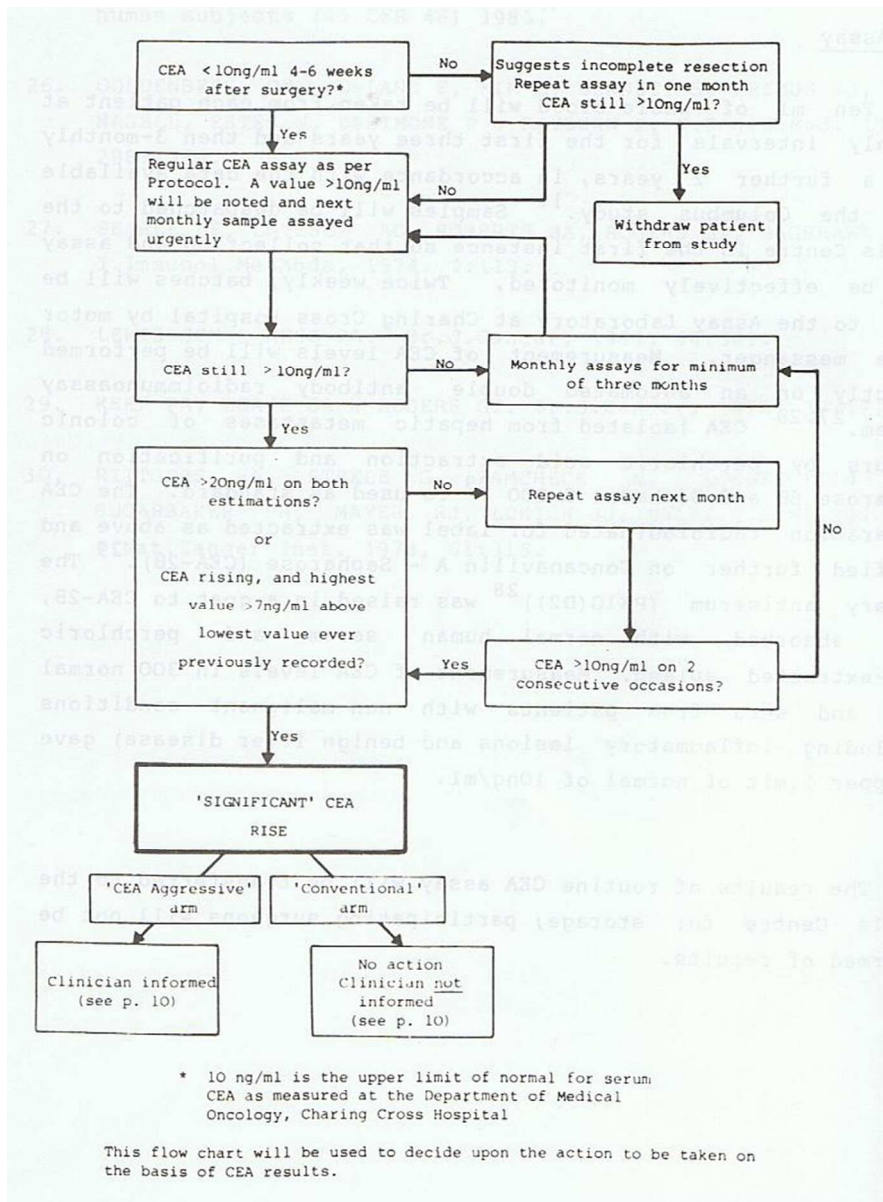 CEA <10ng/ml 4-6 weeks
after surgery?*
No
Suggests incomplete resection
Repeat assay in one month
CEA still >10ng/ml?
Yes
Regular CEA assay as per
Protocol. A value >10ng/ml
will be noted and next
monthly sample assayed
urgently
No
Yes
Withdraw patient
from study
CEA still >10ng/ml?
No
Monthly assays for minimum
of three months
Yes
CEA >20ng/ml on both
estimations?
or
CEA rising, and highest
value >7ng/ml above
lowest value ever
previously recorded?
No
Repeat assay next month
No
Yes
CEA >10ng/ml on 2
consecutive occasions?
Yes
'SIGNIFICANT' CEA
RISE
'CEA Aggressive'
arm
'Conventional'
arm
Clinician informed
(see p. 10)
No action
Clinician not
informed
(see p. 10)
* 10 ng/ml is the upper limit of normal for serum
CEA as measured at the Department of Medical
Oncology, Charing Cross Hospital
This flow chart will be used to decide upon the action to be taken on
the basis of CEA results.